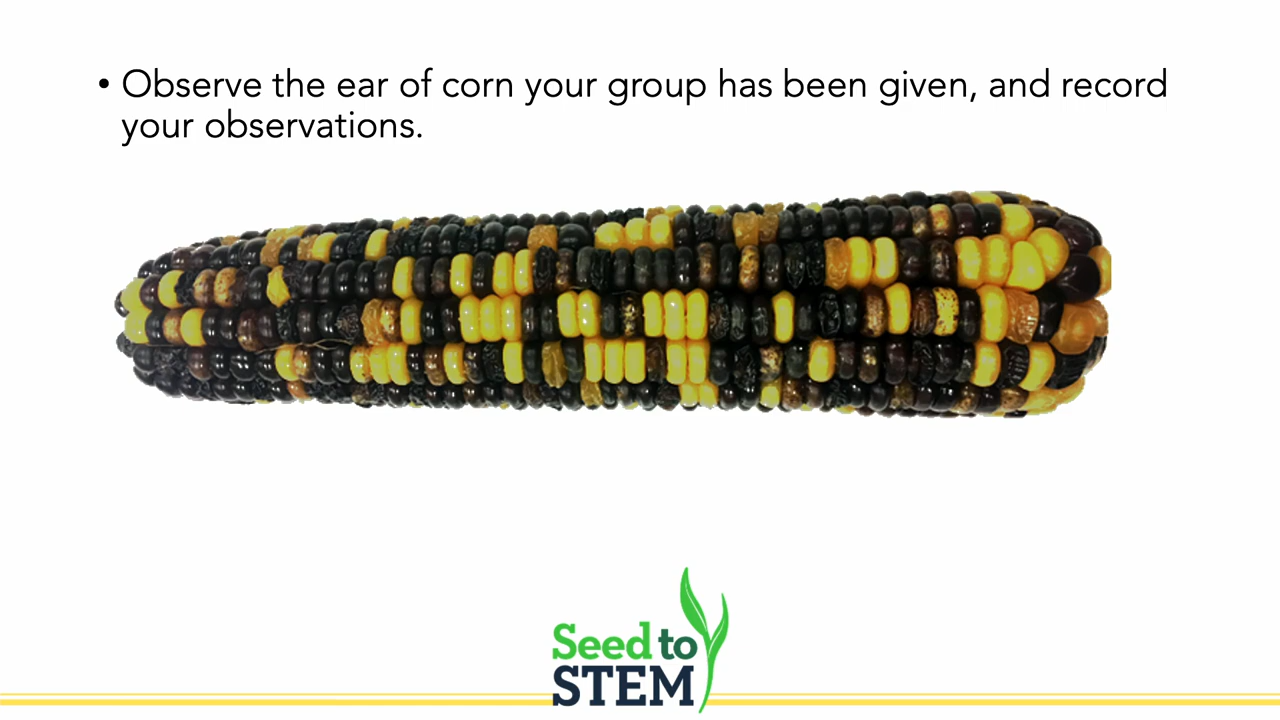 • Observe the ear of corn your group has been given, and record
your observations.
Seed to
STEM